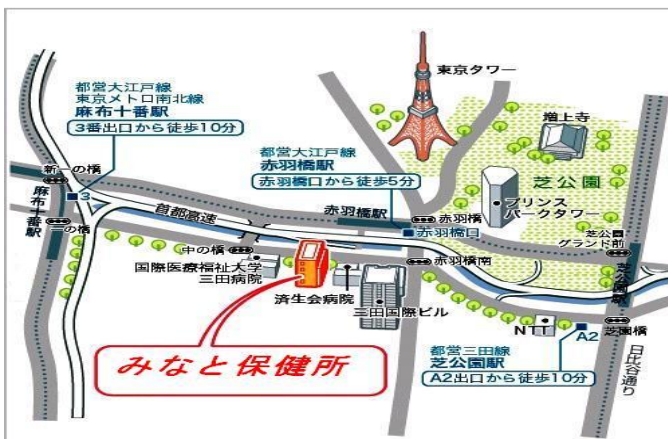 都営大江戸線
東京メトロ南北線
麻布十番駅
3番出口から徒歩10分
東京タワー
増上寺
都営大江戸線
赤羽橋駅
赤羽橋口から徒歩5分
芝公園
新一の橋
3
麻布十番駅
二の橋
首都高速
赤羽橋駅
赤羽橋
赤羽橋口
プリンス
パークタワー
芝公園
グランド前
芝公園駅
中の橋
国際医療福祉大学
三田病院
済生会病院
赤羽橋南
三田国際ビル
NTT
A2
芝園橋
みなと保健所
都営三田線
芝公園駅
A2出口から徒歩10分
日比谷通り